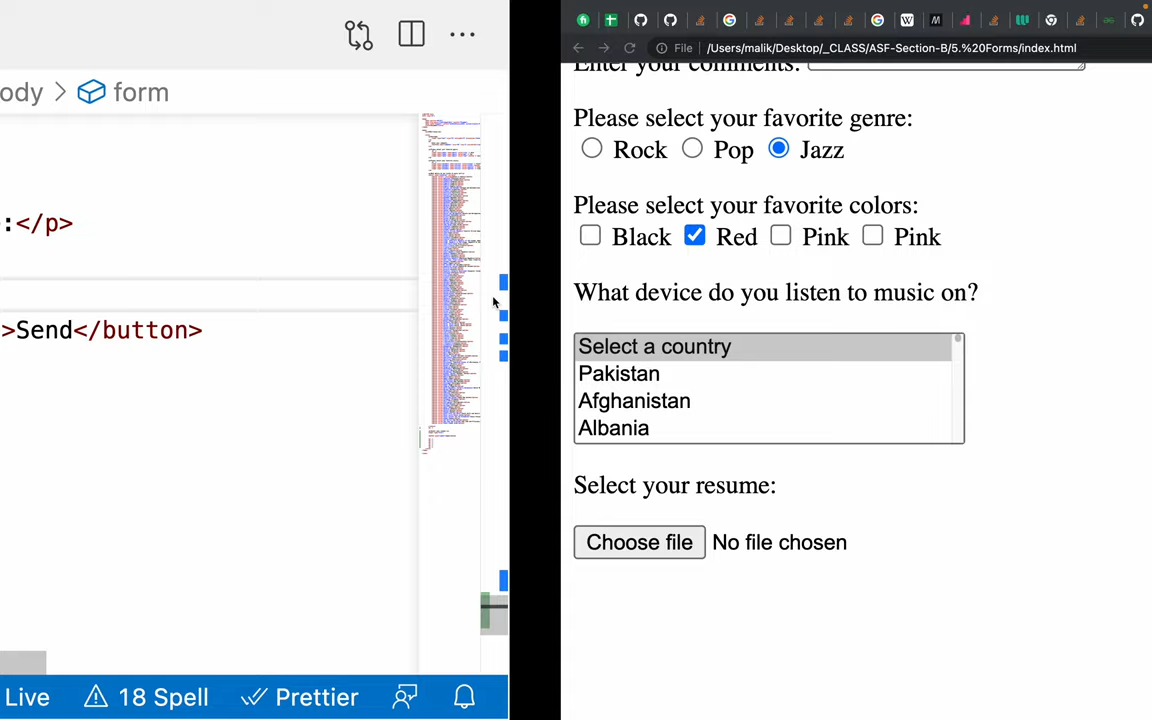 ody > form
:</p>
>Send</button>
Live 18 Spell Prettier
File /Users/malik/Desktop/_CLASS/ASF-Section-B/5.%20Forms/index.html
Enter your comments:
Please select your favorite genre:
Rock Pop Jazz
Please select your favorite colors:
Black Red Pink Pink
What device do you listen to music on?
Select a country
Pakistan
Afghanistan
Albania
Select your resume:
Choose file No file chosen